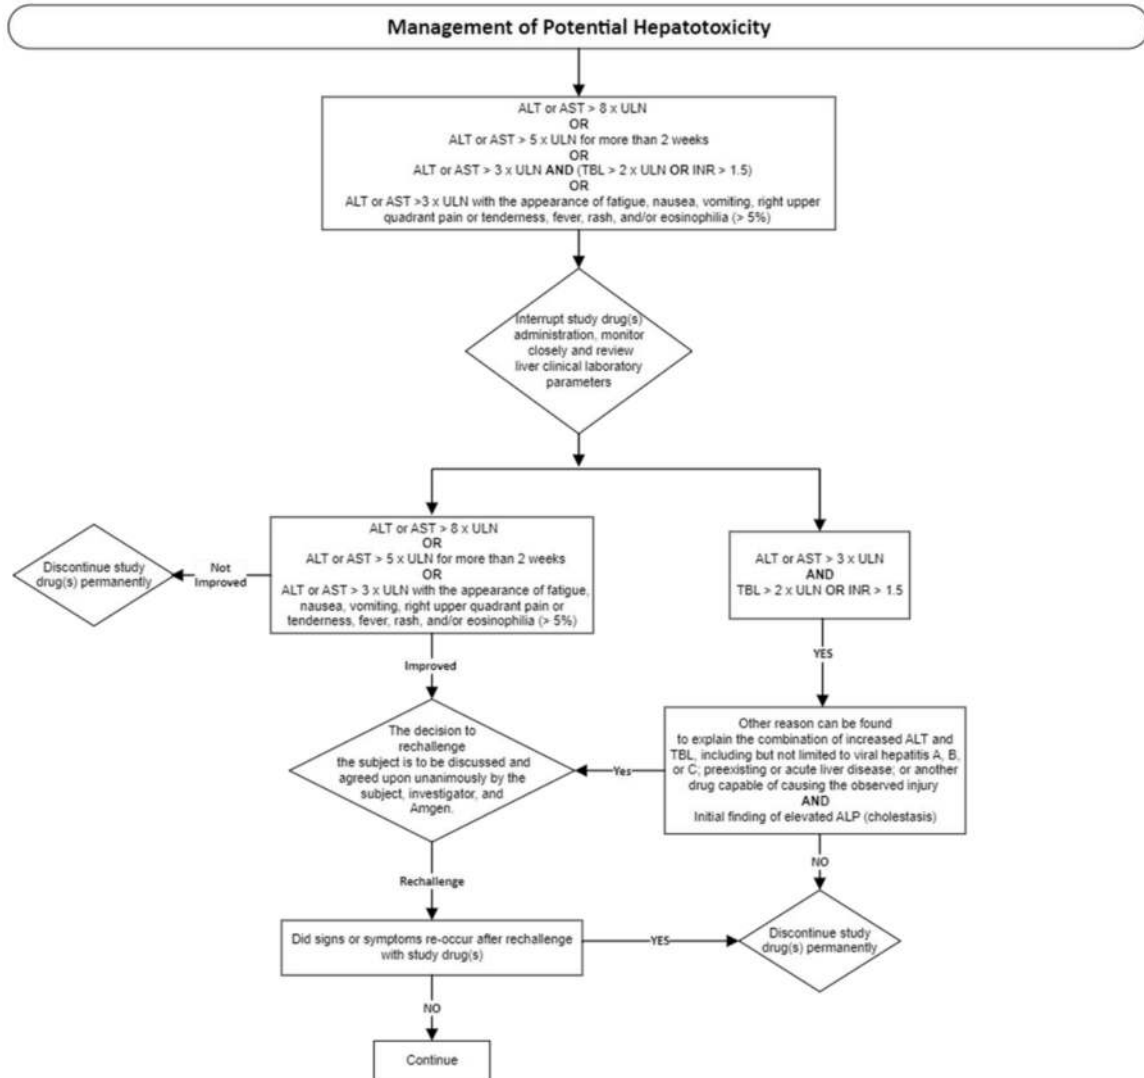 Management of Potential Hepatotoxicity
ALT or AST > 8 x ULN
OR
ALT or AST > 5 x ULN for more than 2 weeks
OR
ALT or AST > 3 x ULN AND (TBL > 2 x ULN OR INR > 1.5)
OR
ALT or AST >3 x ULN with the appearance of fatigue, nausea, vomiting, right upper
quadrant pain or tenderness, fever, rash, and/or eosinophilia (> 5%)
Interrupt study drug(s)
administration, monitor
closely and review
liver clinical laboratory
parameters
ALT or AST > 8 x ULN
OR
ALT or AST > 5 x ULN for more than 2 weeks
OR
ALT or AST > 3 x ULN with the appearance of fatigue,
nausea, vomiting, right upper quadrant pain or
tenderness, fever, rash, and/or eosinophilia (> 5%)
Not
Improved
Discontinue study
drug(s) permanently
ALT or AST > 3 x ULN
AND
TBL > 2 x ULN OR INR > 1.5
Improved
YES
The decision to
rechallenge
the subject is to be discussed and
agreed upon unanimously by the
subject, investigator, and
Amgen.
Yes
Other reason can be found
to explain the combination of increased ALT and
TBL, including but not limited to viral hepatitis A, B,
or C; preexisting or acute liver disease; or another
drug capable of causing the observed injury
AND
Initial finding of elevated ALP (cholestasis)
Rechallenge
NO
Did signs or symptoms re-occur after rechallenge
with study drug(s)
YES
Discontinue study
drug(s) permanently
NO
Continue